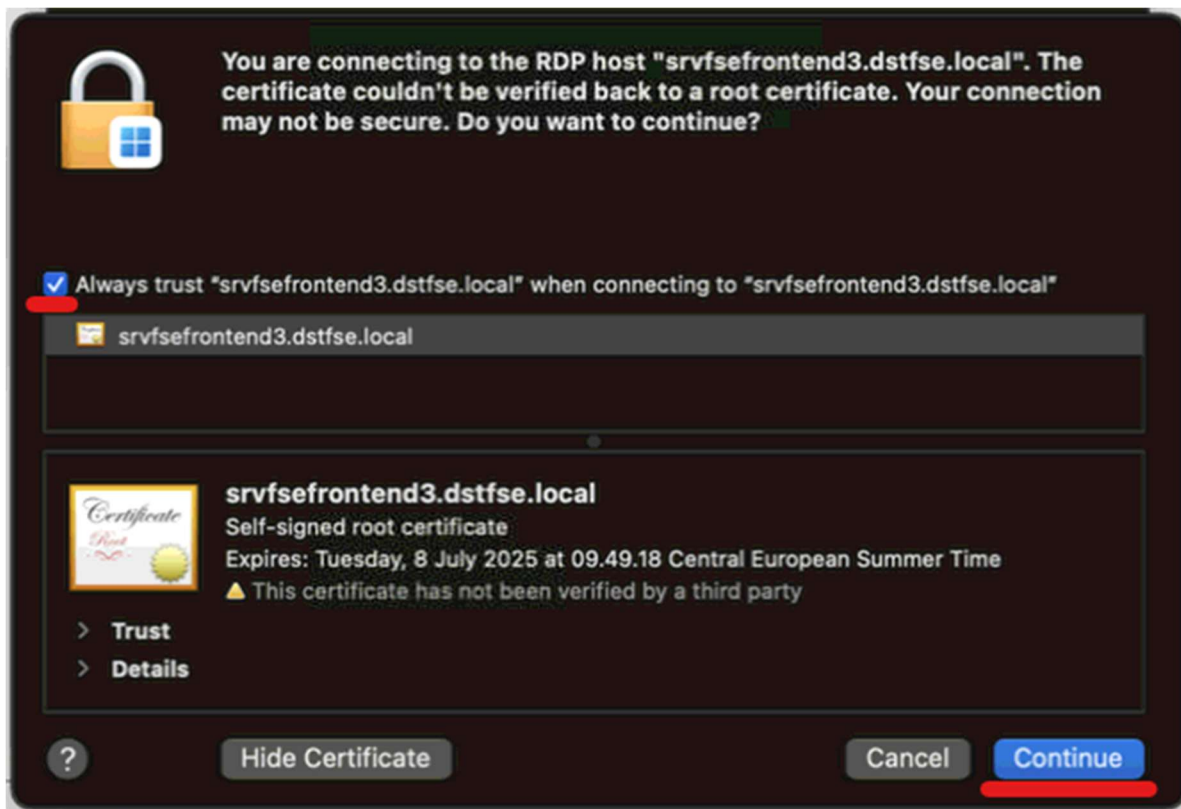 You are connecting to the RDP host "srvfsefrontend3.dstfse.local". The
certificate couldn't be verified back to a root certificate. Your connection
may not be secure. Do you want to continue?
Always trust "srvfsefrontend3.dstfse.local" when connecting to "srvfsefrontend3.dstfse.local"
srvfsefrontend3.dstfse.local
Certificate
Root
srvfsefrontend3.dstfse.local
Self-signed root certificate
Expires: Tuesday, 8 July 2025 at 09.49.18 Central European Summer Time
This certificate has not been verified by a third party
Trust
Details
?
Hide Certificate
Cancel
Continue